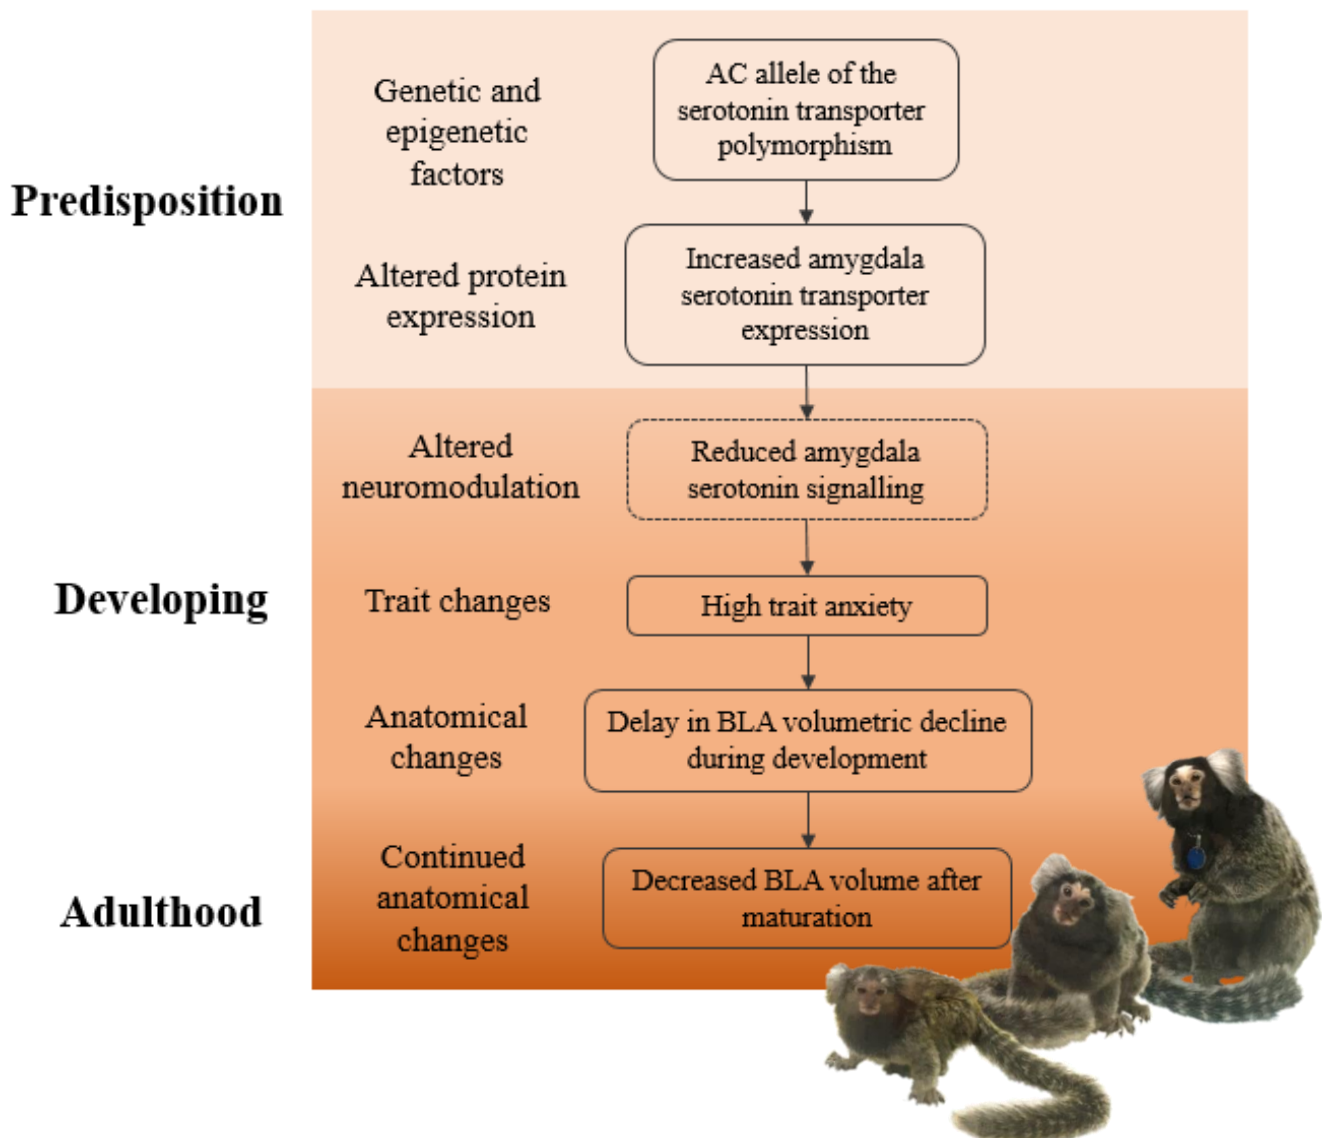 Predisposition
Genetic and
epigenetic
factors
AC allele of the
serotonin transporter
polymorphism
Altered protein
expression
Increased amygdala
serotonin transporter
expression
Developing
Altered
neuromodulation
Reduced amygdala
serotonin signalling
Trait changes
High trait anxiety
Anatomical
changes
Delay in BLA volumetric decline
during development
Adulthood
Continued
anatomical
changes
Decreased BLA volume after
maturation